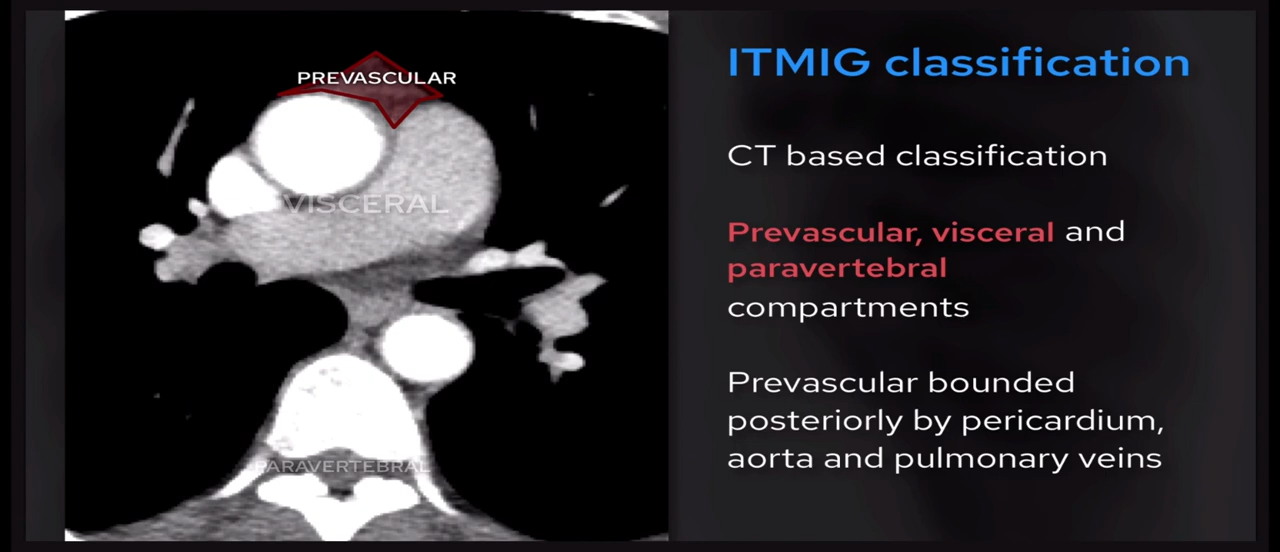 PREVASCULAR
VISCERAL
PARAVERTEBRAL
ITMIG classification
CT based classification
Prevascular, visceral and
paravertebral
compartments
Prevascular bounded
posteriorly by pericardium,
aorta and pulmonary veins